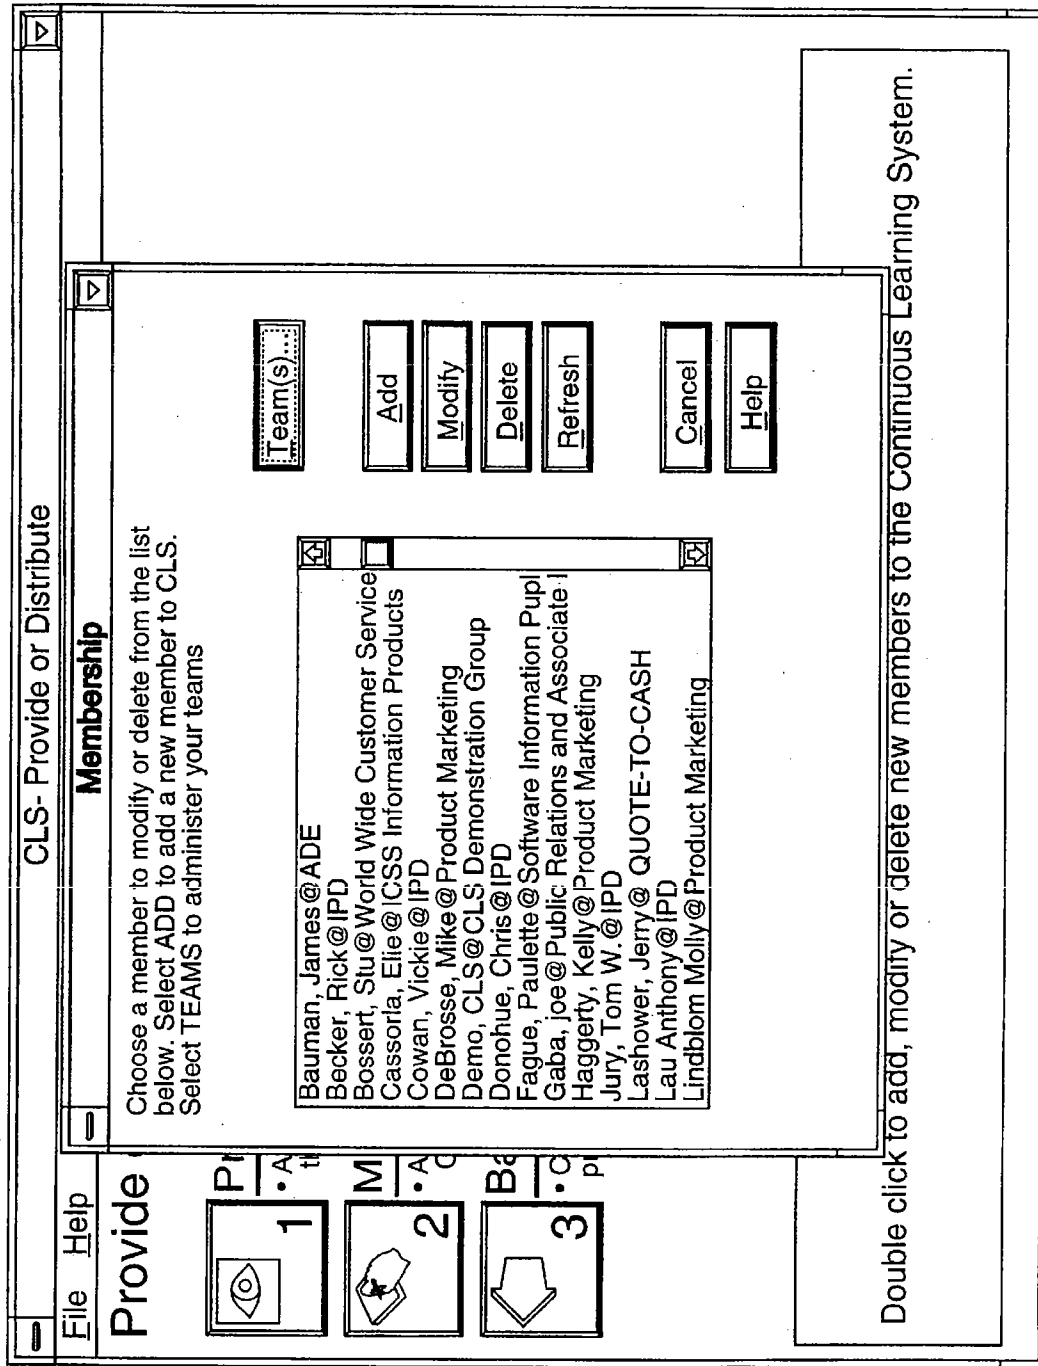 CLS- Provide or Distribute
File Help
Membership
Provide
Choose a member to modify or delete from the list
below. Select ADD to add a new member to CLS.
Select TEAMS to administer your teams
Team(s)...
1
Pr
• A
th
2
M
• A
C
3
Ba
• C
pr
Bauman, James@ADE
Becker, Rick@IPD
Bossert, Stu@World Wide Customer Service
Cassorla, Elie@ICSS Information Products
Cowan, Vickie@IPD
DeBrosse, Mike@Product Marketing
Demo, CLS@CLS Demonstration Group
Donohue, Chris@IPD
Fague, Paulette@Software Information Pupl
Gaba, joe@Public Relations and Associate
Haggerty, Kelly@Product Marketing
Jury, Tom W.@IPD
Lashower, Jerry@ QUOTE-TO-CASH
Lau Anthony@IPD
Lindblom Molly@Product Marketing
Add
Modify
Delete
Refresh
Cancel
Help
Double click to add, modify or delete new members to the Continuous Learning System.